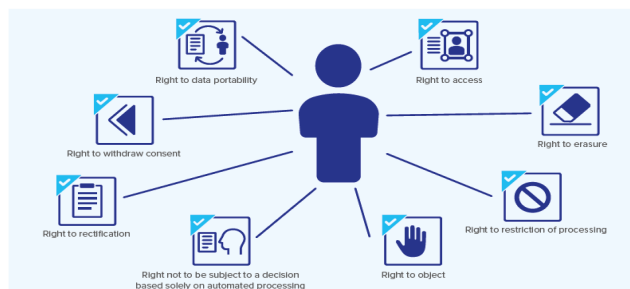 Right to data portability
Right to access
Right to withdraw consent
Right to erasure
Right to rectification
Right to restriction of processing
Right not to be subject to a decision
based solely on automated processing
Right to object